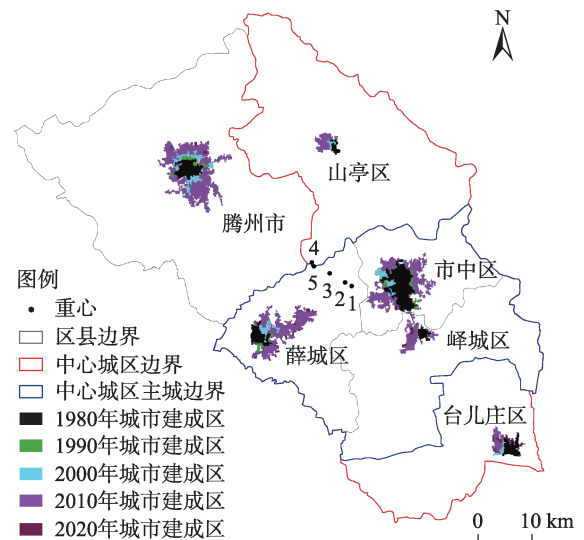 N
山亭区
腾州市
市中区
4
5
3
2
1
薛城区
峄城区
台儿庄区
图例
重心
区县边界
中心城区边界
中心城区主城边界
1980年城市建成区
1990年城市建成区
2000年城市建成区
2010年城市建成区
2020年城市建成区
0 10 km